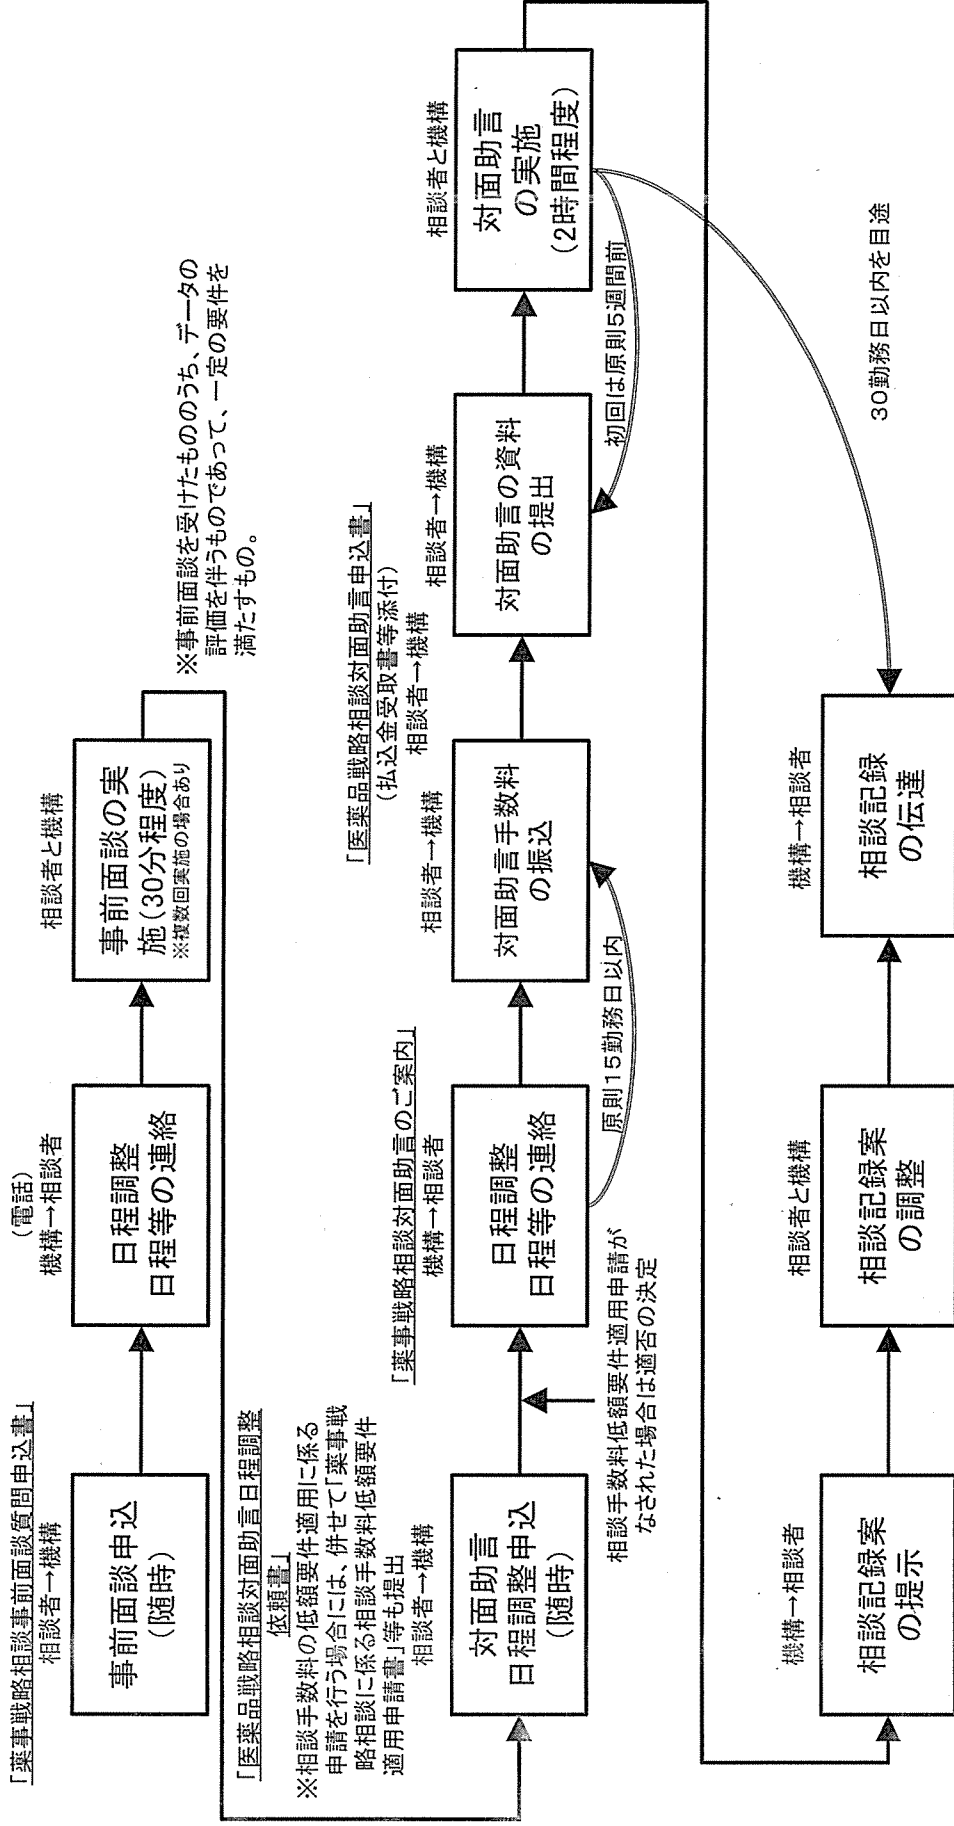 「薬事戦略相談事前面談質問申込書」
相談者→機構
事前面談申込
(随時)
(電話)
機構→相談者
日程調整
日程等の連絡
相談者と機構
事前面談の実
施(30分程度)
※複数回実施の場合あり
※事前面談を受けたもののうち、データの
評価を伴うものであって、一定の要件を
満たすもの。
「医薬品戦略相談対面助言日程調整
依頼書」
※相談手数料の低額要件適用に係る
申請を行う場合には、併せて「薬事戦
略相談に係る相談手数料低額要件
適用申請書」等も提出
相談者→機構
対面助言
日程調整申込
(随時)
相談手数料低額要件適用申請が
なされた場合は適否の決定
「薬事戦略相談対面助言のご案内」
機構→相談者
日程調整
日程等の連絡
原則15勤務日以内
相談者→機構
対面助言手数料
の振込
「医薬品戦略相談対面助言申込書」
(払込金受取書等添付)
相談者→機構
相談者→機構
対面助言の資料
の提出
初回は原則5週間前
相談者と機構
対面助言
の実施
(2時間程度)
30勤務日以内を目途
機構→相談者
相談記録案
の提示
相談者と機構
相談記録案
の調整
機構→相談者
相談記録
の伝達